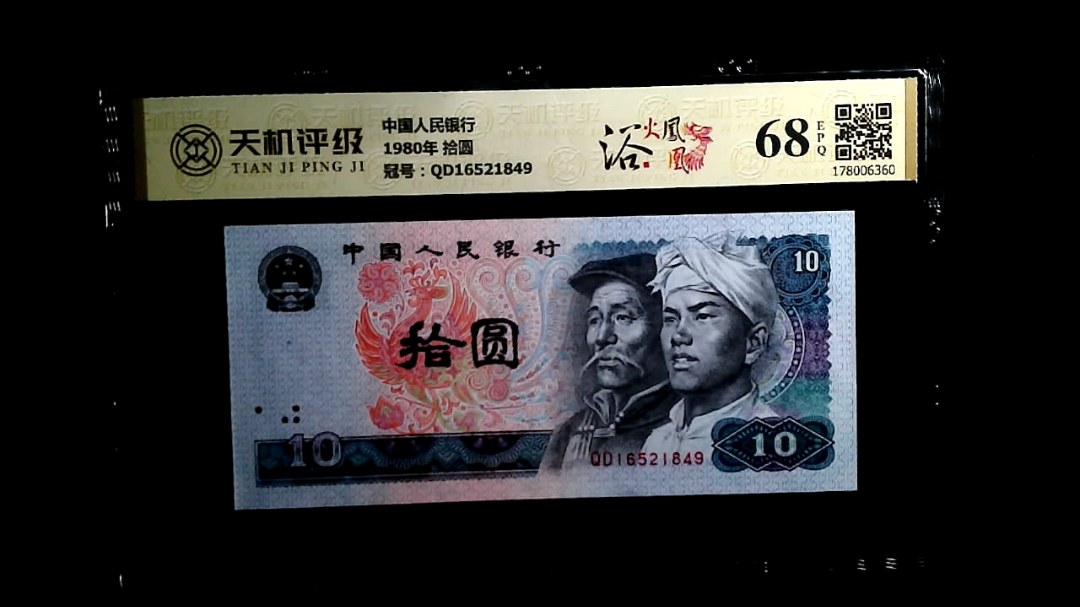 天机评级
TIAN JI PING JI
中国人民银行
1980年 拾圆
冠号：QD16521849
浴火凤凰
68
EPQ
178006360
中国人民银行
10
拾圆
10
QD16521849
10